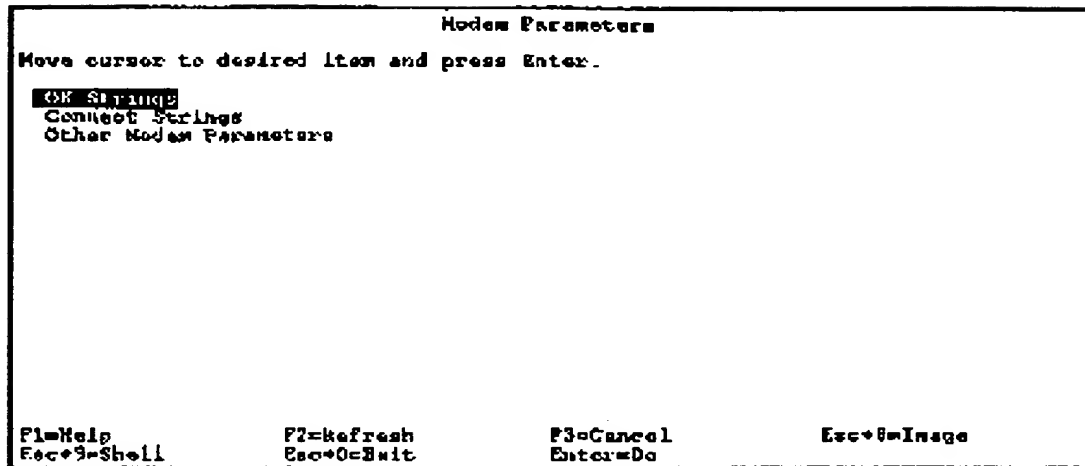 Modem Parameters
Move cursor to desired item and press Enter.
OK Strings
Connect Strings
Other Modem Parameters
F1=Help F2=Refresh F3=Cancel Esc+8=Image
Esc+9=Shell Esc+0=Exit Enter=Do